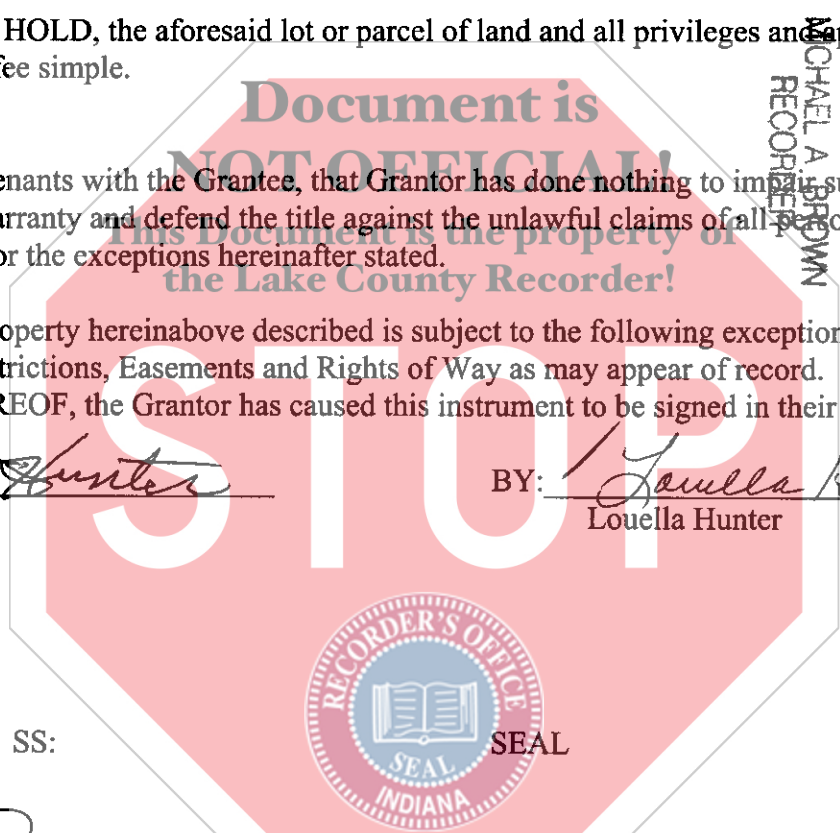 HOLD, the aforesaid lot or parcel of land and all privileges and
fee simple.
MICHAEL A BROWN
RECORDER
Document is
NOT OFFICIAL!
This Document is the property of
the Lake County Recorder!
enants with the Grantee, that Grantor has done nothing to impair
arranty and defend the title against the unlawful claims of all
or the exceptions hereinafter stated.
operty hereinabove described is subject to the following exception
trictions, Easements and Rights of Way as may appear of record.
REOF, the Grantor has caused this instrument to be signed in their
STOP
Hunter
BY: Louella
Louella Hunter
RECORDER'S OFFICE
SEAL
INDIANA
SS:
SEAL